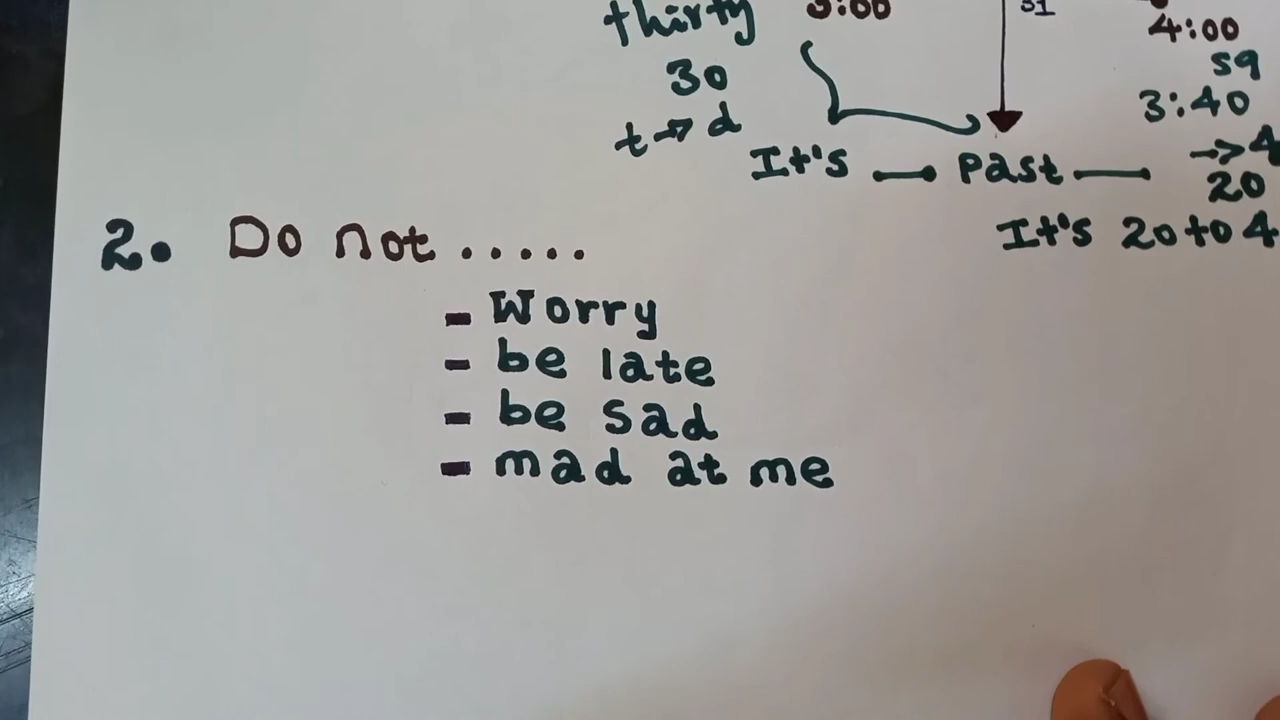 thirty
30
t → d
It's — Past —
S1
4:00
59
3:40
→ 4
20
It's 20 to 4
2. Do not .....
- Worry
- be late
- be sad
- mad at me